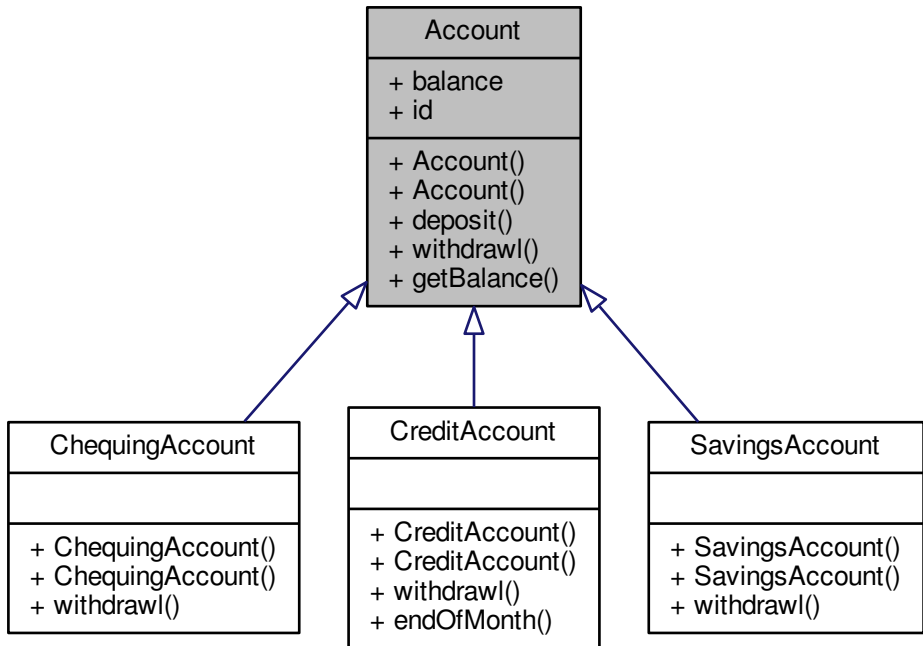 Account
+ balance
+ id
+ Account()
+ Account()
+ deposit()
+ withdrawl()
+ getBalance()
ChequingAccount
+ ChequingAccount()
+ ChequingAccount()
+ withdrawl()
CreditAccount
+ CreditAccount()
+ CreditAccount()
+ withdrawl()
+ endOfMonth()
SavingsAccount
+ SavingsAccount()
+ SavingsAccount()
+ withdrawl()